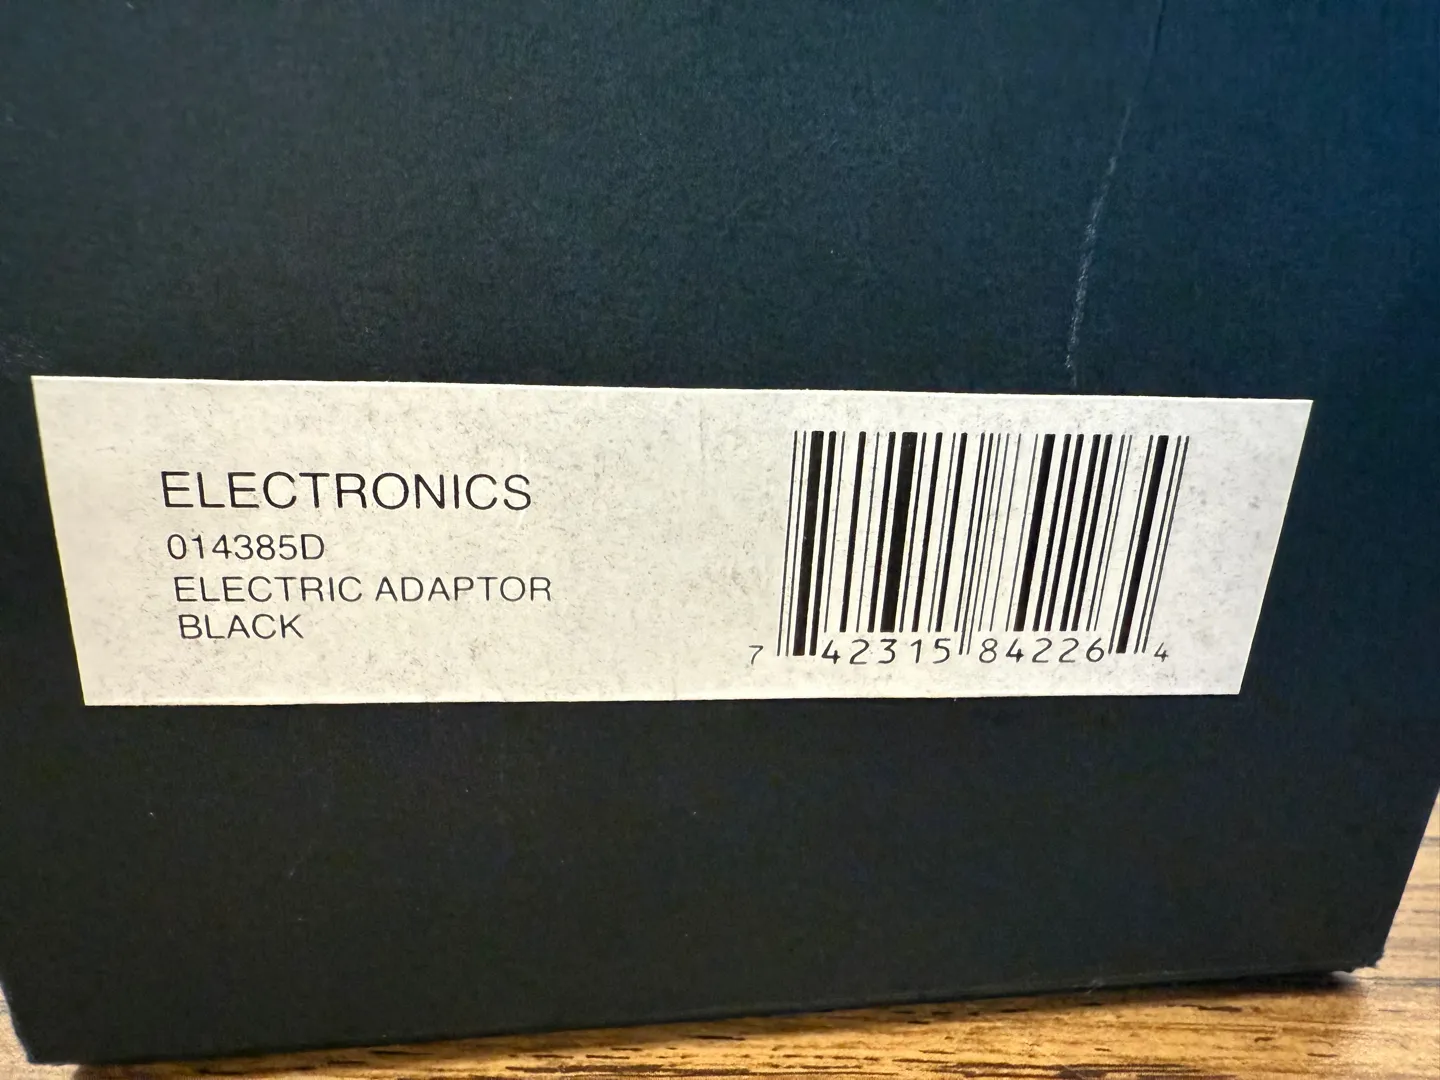 ELECTRONICS
014385D
ELECTRIC ADAPTOR
BLACK
7 42315 84226 4